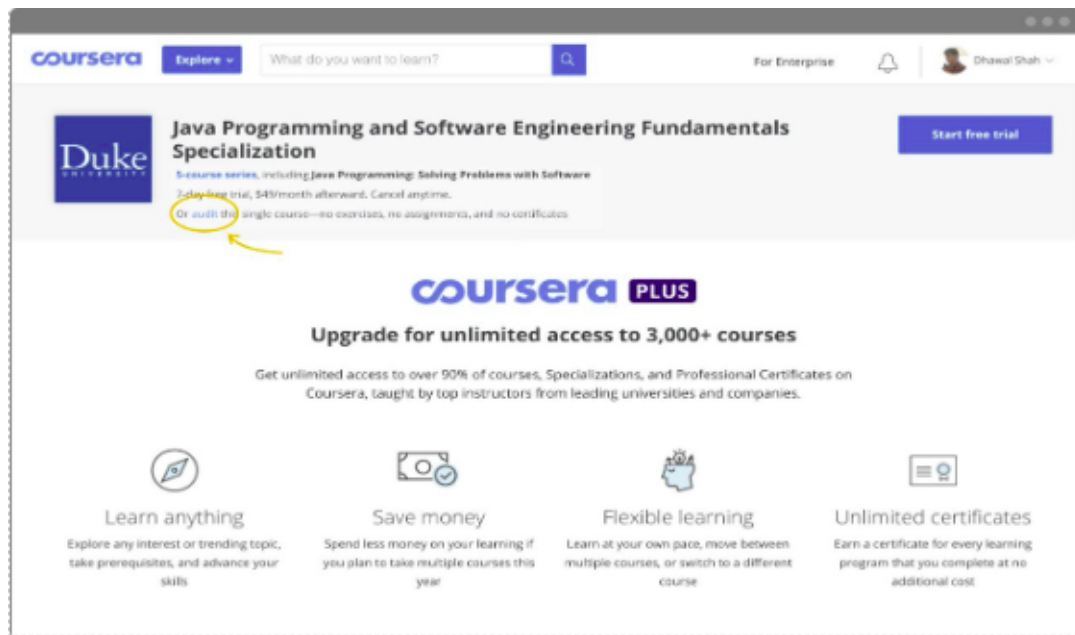 coursera
Explore
What do you want to learn?
For Enterprise
Dhawal Shah
Duke
UNIVERSITY
Java Programming and Software Engineering Fundamentals
Specialization
5-course series, including Java Programming: Solving Problems with Software
7-day free trial, $49/month afterward. Cancel anytime.
Or audit this single course—no exercises, no assignments, and no certificates
Start free trial
coursera PLUS
Upgrade for unlimited access to 3,000+ courses
Get unlimited access to over 90% of courses, Specializations, and Professional Certificates on
Coursera, taught by top instructors from leading universities and companies.
Learn anything
Explore any interest or trending topic,
take prerequisites, and advance your
skills
Save money
Spend less money on your learning if
you plan to take multiple courses this
year
Flexible learning
Learn at your own pace, move between
multiple courses, or switch to a different
course
Unlimited certificates
Earn a certificate for every learning
program that you complete at no
additional cost